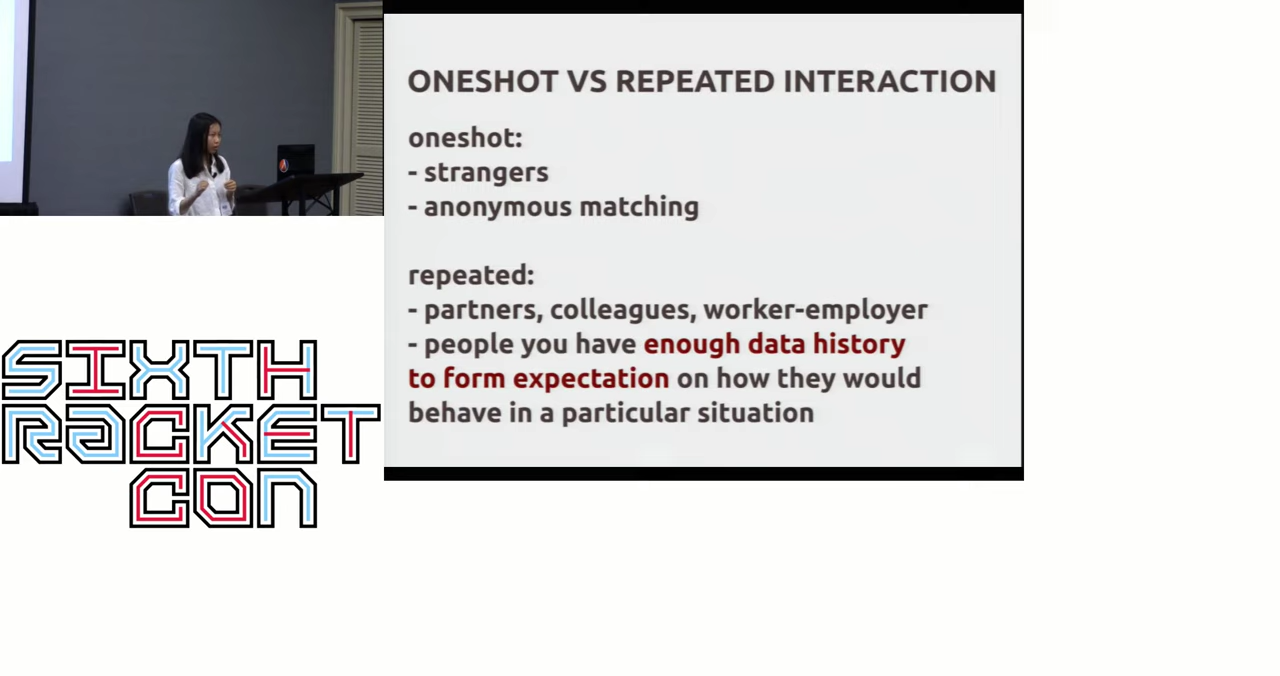 ONESHOT VS REPEATED INTERACTION
oneshot:
- strangers
- anonymous matching
repeated:
- partners, colleagues, worker-employer
- people you have enough data history
to form expectation on how they would
behave in a particular situation
SIXTH
RACKET
CON